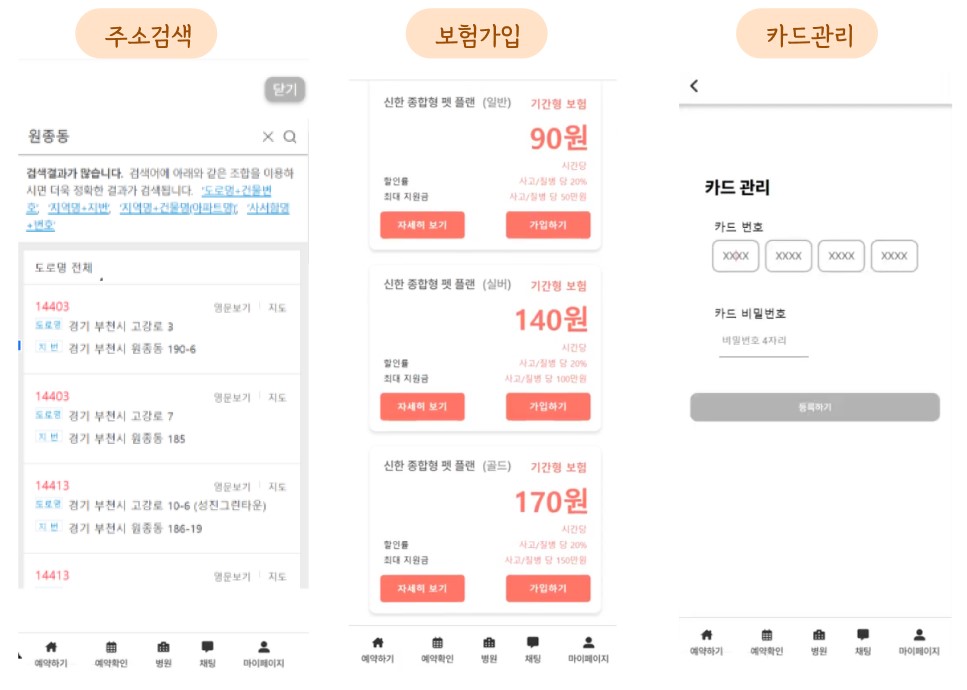 주소검색
닫기
원종동
검색결과가 많습니다. 검색어에 아래와 같은 조합을 이용하
시면 더욱 정확한 결과가 검색됩니다. '도로명+건물번
호', '지역명+지번', '지역명+건물명(아파트명)', '사서함명
+번호'
도로명 전체
14403 영문보기 지도
도로명 경기 부천시 고강로 3
지번 경기 부천시 원종동 190-6
14403 영문보기 지도
도로명 경기 부천시 고강로 7
지번 경기 부천시 원종동 185
14413 영문보기 지도
도로명 경기 부천시 고강로 10-6 (성진그린타운)
지번 경기 부천시 원종동 186-19
14413 영문보기 지도
예약하기 예약확인 병원 채팅 마이페이지
보험가입
신한 종합형 펫 플랜 (일반) 기간형 보험
90원
시간당
할인률 사고/질병 당 20%
최대 지원금 사고/질병 당 50만원
자세히 보기 가입하기
신한 종합형 펫 플랜 (실버) 기간형 보험
140원
시간당
할인률 사고/질병 당 20%
최대 지원금 사고/질병 당 100만원
자세히 보기 가입하기
신한 종합형 펫 플랜 (골드) 기간형 보험
170원
시간당
할인률 사고/질병 당 20%
최대 지원금 사고/질병 당 150만원
자세히 보기 가입하기
예약하기 예약확인 병원 채팅 마이페이지
카드관리
카드 관리
카드 번호
XXXX XXXX XXXX XXXX
카드 비밀번호
비밀번호 4자리
등록하기
예약하기 예약확인 병원 채팅 마이페이지